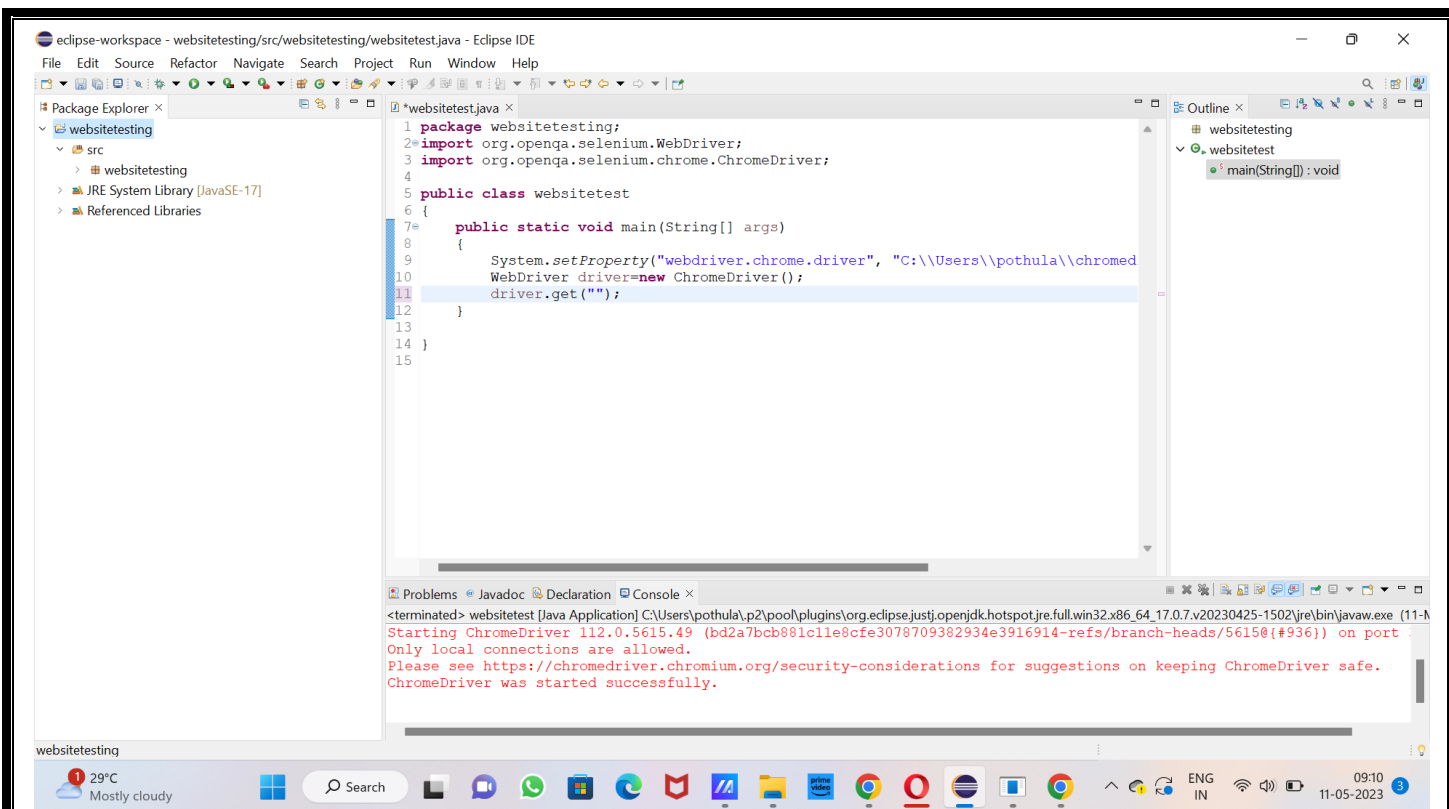 eclipse-workspace - websitetesting/src/websitetesting/websitetest.java - Eclipse IDE
File Edit Source Refactor Navigate Search Project Run Window Help
Package Explorer
websitetesting
src
websitetesting
JRE System Library [JavaSE-17]
Referenced Libraries
*websitetest.java
1 package websitetesting;
2 import org.openqa.selenium.WebDriver;
3 import org.openqa.selenium.chrome.ChromeDriver;
4
5 public class websitetest
6 {
7 public static void main(String[] args)
8 {
9 System.setProperty("webdriver.chrome.driver", "C:\\Users\\pothula\\chromed
10 WebDriver driver=new ChromeDriver();
11 driver.get("");
12 }
13
14 }
15
Outline
websitetesting
websitetest
main(String[]) : void
Problems Javadoc Declaration Console
<terminated> websitetest [Java Application] C:\Users\pothula\.p2\pool\plugins\org.eclipse.justj.openjdk.hotspot.jre.full.win32.x86_64_17.0.7.v20230425-1502\jre\bin\javaw.exe (11-M
Starting ChromeDriver 112.0.5615.49 (bd2a7bcb881c11e8cfe3078709382934e3916914-refs/branch-heads/5615@{#936}) on port
Only local connections are allowed.
Please see https://chromedriver.chromium.org/security-considerations for suggestions on keeping ChromeDriver safe.
ChromeDriver was started successfully.
websitetesting
1
29°C
Mostly cloudy
Search
prime
video
ENG
IN
09:10
11-05-2023
3